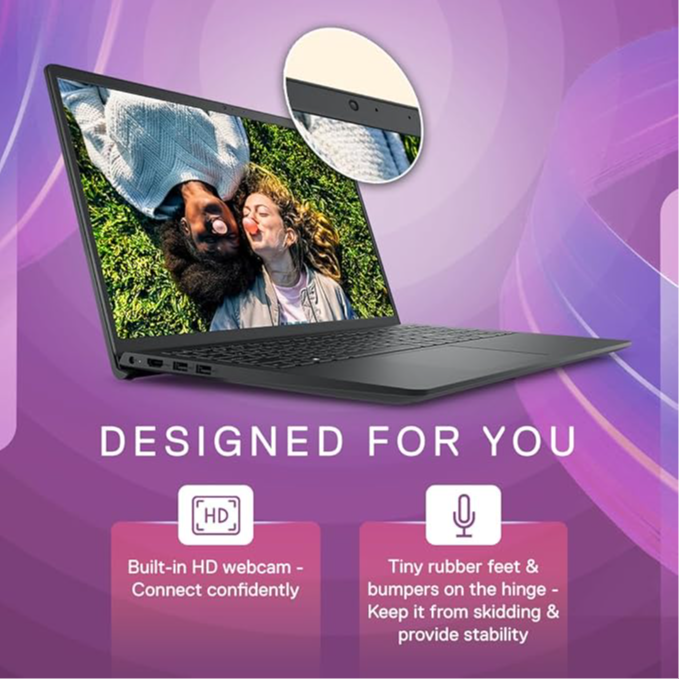 DESIGNED FOR YOU
HD
Built-in HD webcam -
Connect confidently
Tiny rubber feet &
bumpers on the hinge -
Keep it from skidding &
provide stability